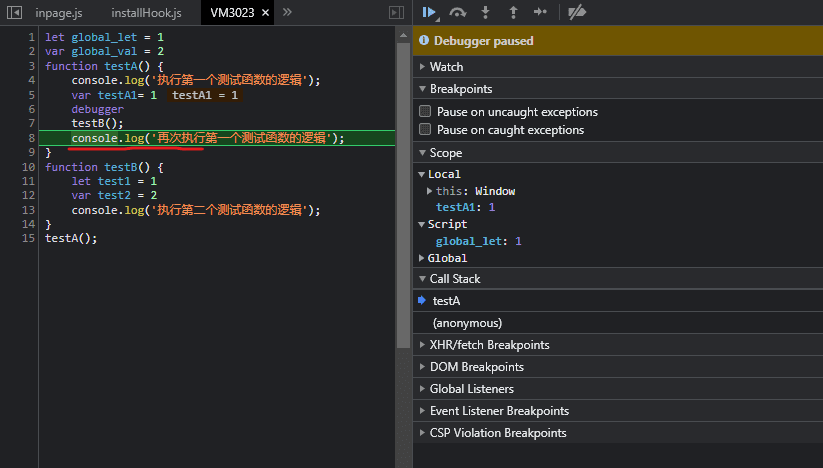 inpage.js installHook.js VM3023 × »
1 let global_let = 1
2 var global_val = 2
3 function testA() {
4 console.log('执行第一个测试函数的逻辑');
5 var testA1= 1 testA1 = 1
6 debugger
7 testB();
8 console.log('再次执行第一个测试函数的逻辑');
9 }
10 function testB() {
11 let test1 = 1
12 var test2 = 2
13 console.log('执行第二个测试函数的逻辑');
14 }
15 testA();
Debugger paused
Watch
Breakpoints
Pause on uncaught exceptions
Pause on caught exceptions
Scope
Local
this: Window
testA1: 1
Script
global_let: 1
Global
Call Stack
testA
(anonymous)
XHR/fetch Breakpoints
DOM Breakpoints
Global Listeners
Event Listener Breakpoints
CSP Violation Breakpoints